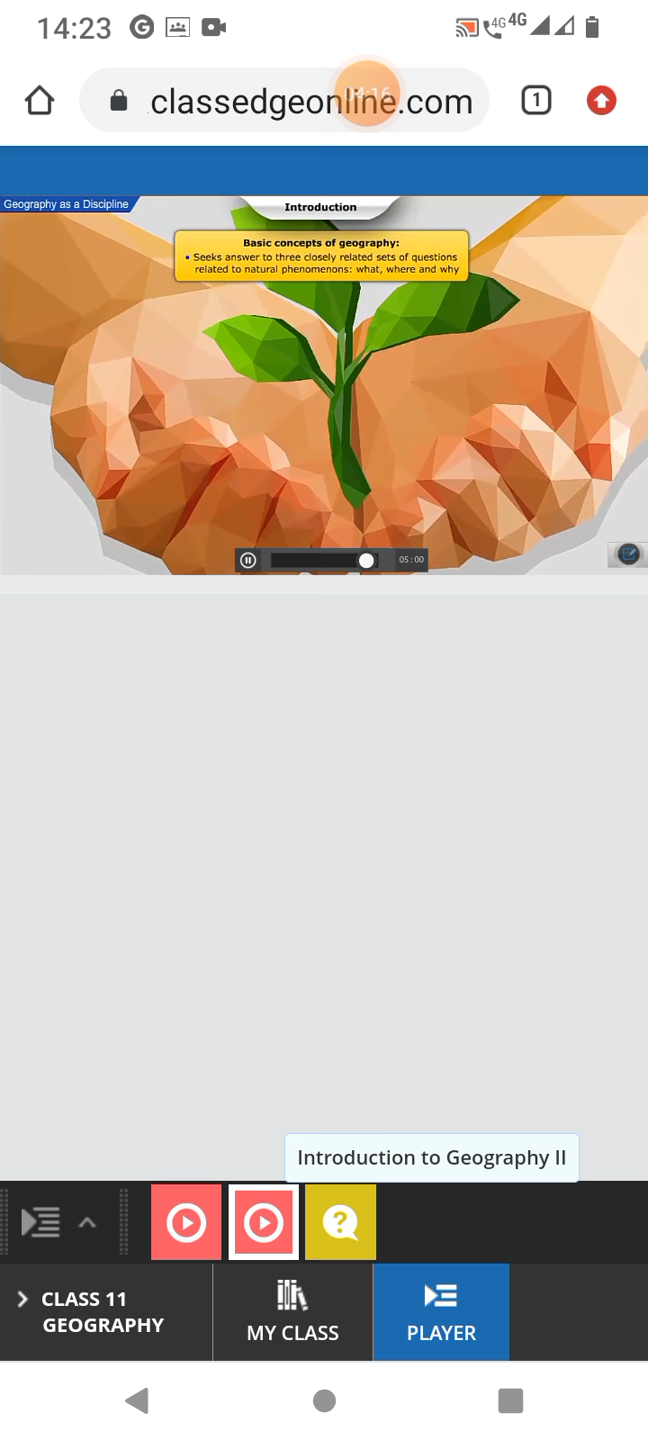 14:23
4G 4G
classedgeonline.com
04:16
1
Geography as a Discipline
Introduction
Basic concepts of geography:
• Seeks answer to three closely related sets of questions
related to natural phenomenons: what, where and why
05:00
Introduction to Geography II
?
CLASS 11
GEOGRAPHY
MY CLASS
PLAYER